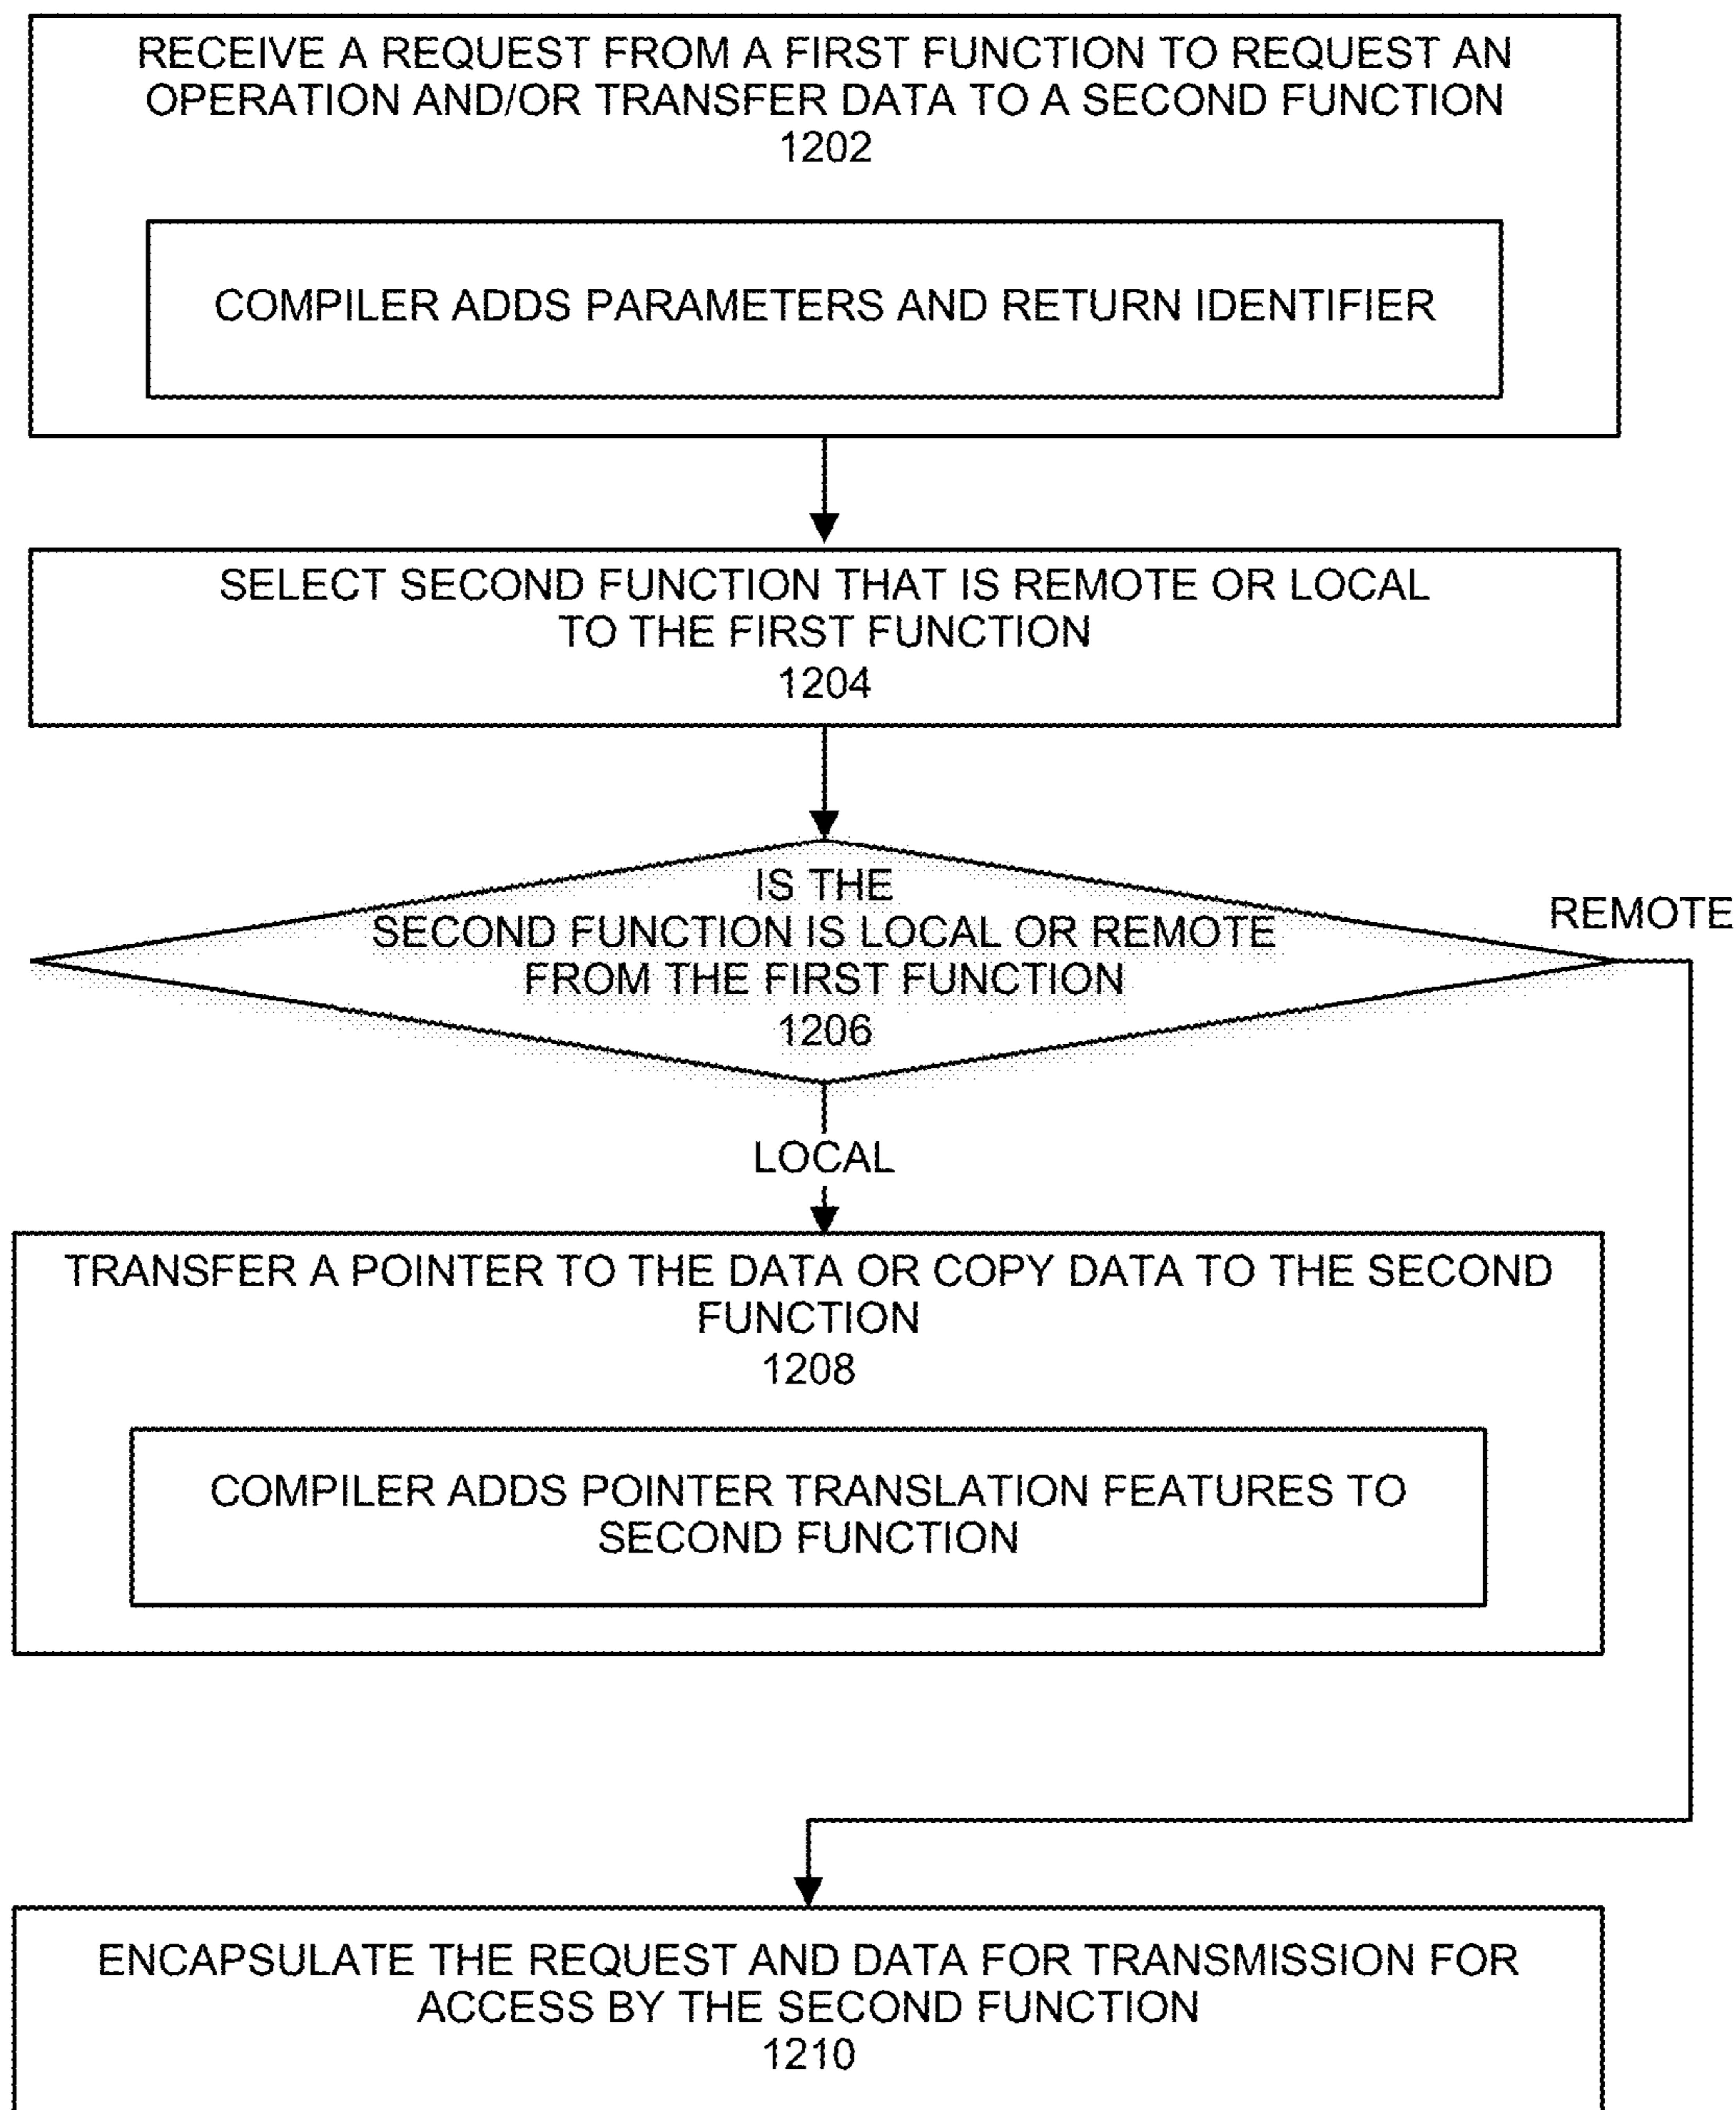 RECEIVE A REQUEST FROM A FIRST FUNCTION TO REQUEST AN
OPERATION AND/OR TRANSFER DATA TO A SECOND FUNCTION
1202
COMPILER ADDS PARAMETERS AND RETURN IDENTIFIER
SELECT SECOND FUNCTION THAT IS REMOTE OR LOCAL
TO THE FIRST FUNCTION
1204
IS THE
SECOND FUNCTION IS LOCAL OR REMOTE
FROM THE FIRST FUNCTION
1206
REMOTE
LOCAL
TRANSFER A POINTER TO THE DATA OR COPY DATA TO THE SECOND
FUNCTION
1208
COMPILER ADDS POINTER TRANSLATION FEATURES TO
SECOND FUNCTION
ENCAPSULATE THE REQUEST AND DATA FOR TRANSMISSION FOR
ACCESS BY THE SECOND FUNCTION
1210